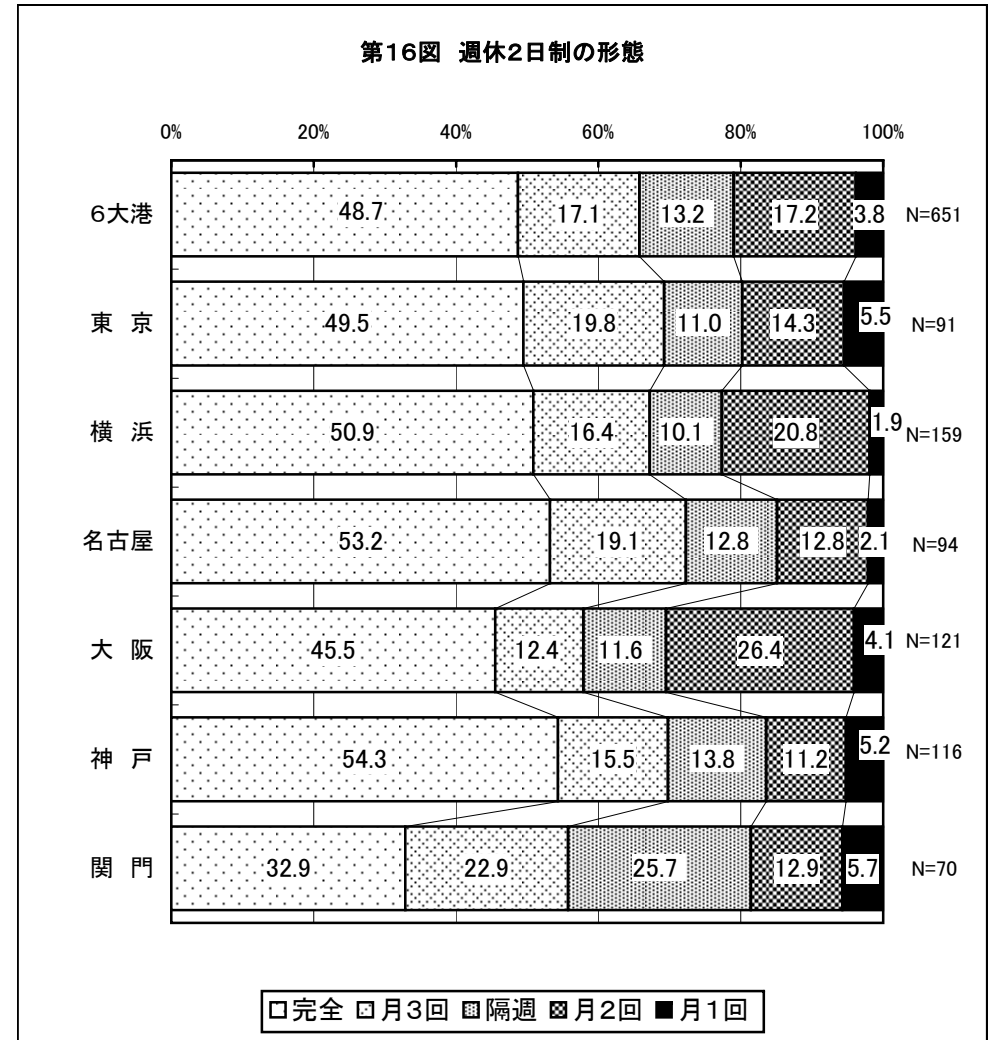 第16図 週休2日制の形態
0% 20% 40% 60% 80% 100%
6大港 48.7 17.1 13.2 17.2 3.8 N=651
東 京 49.5 19.8 11.0 14.3 5.5 N=91
横 浜 50.9 16.4 10.1 20.8 1.9 N=159
名古屋 53.2 19.1 12.8 12.8 2.1 N=94
大 阪 45.5 12.4 11.6 26.4 4.1 N=121
神 戸 54.3 15.5 13.8 11.2 5.2 N=116
関 門 32.9 22.9 25.7 12.9 5.7 N=70
完全 月3回 隔週 月2回 月1回